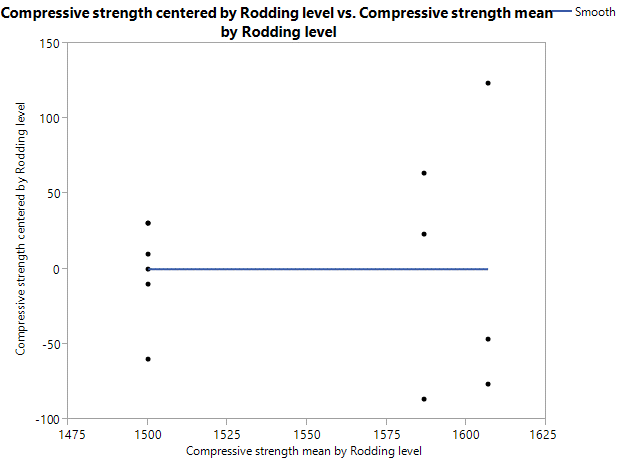 Compressive strength centered by Rodding level vs. Compressive strength mean
by Rodding level
Smooth
Compressive strength centered by Rodding level
150
100
50
0
-50
-100
1475 1500 1525 1550 1575 1600 1625
Compressive strength mean by Rodding level